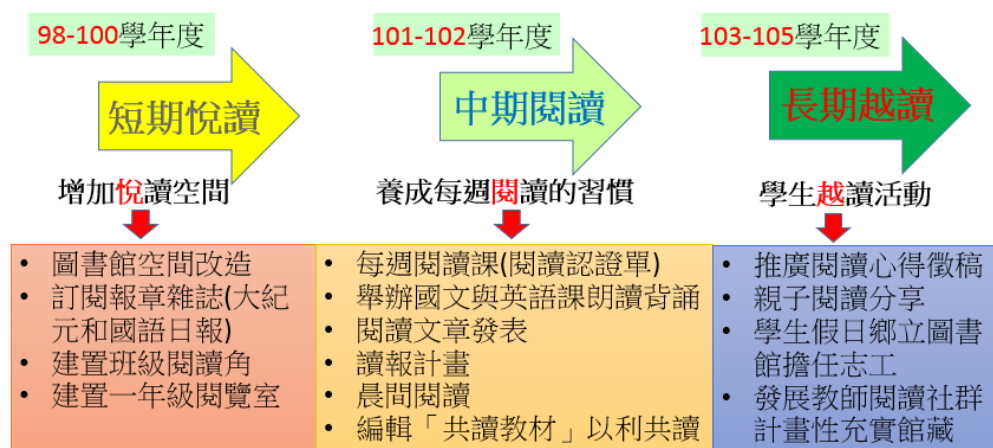 98-100學年度
短期悅讀
增加悅讀空間
• 圖書館空間改造
• 訂閱報章雜誌(大紀
元和國語日報)
• 建置班級閱讀角
• 建置一年級閱覽室
101-102學年度
中期閱讀
養成每週閱讀的習慣
• 每週閱讀課(閱讀認證單)
• 舉辦國文與英語課朗讀背誦
• 閱讀文章發表
• 讀報計畫
• 晨間閱讀
• 編輯「共讀教材」以利共讀
103-105學年度
長期越讀
學生越讀活動
• 推廣閱讀心得徵稿
• 親子閱讀分享
• 學生假日鄉立圖書
館擔任志工
• 發展教師閱讀社群
計畫性充實館藏